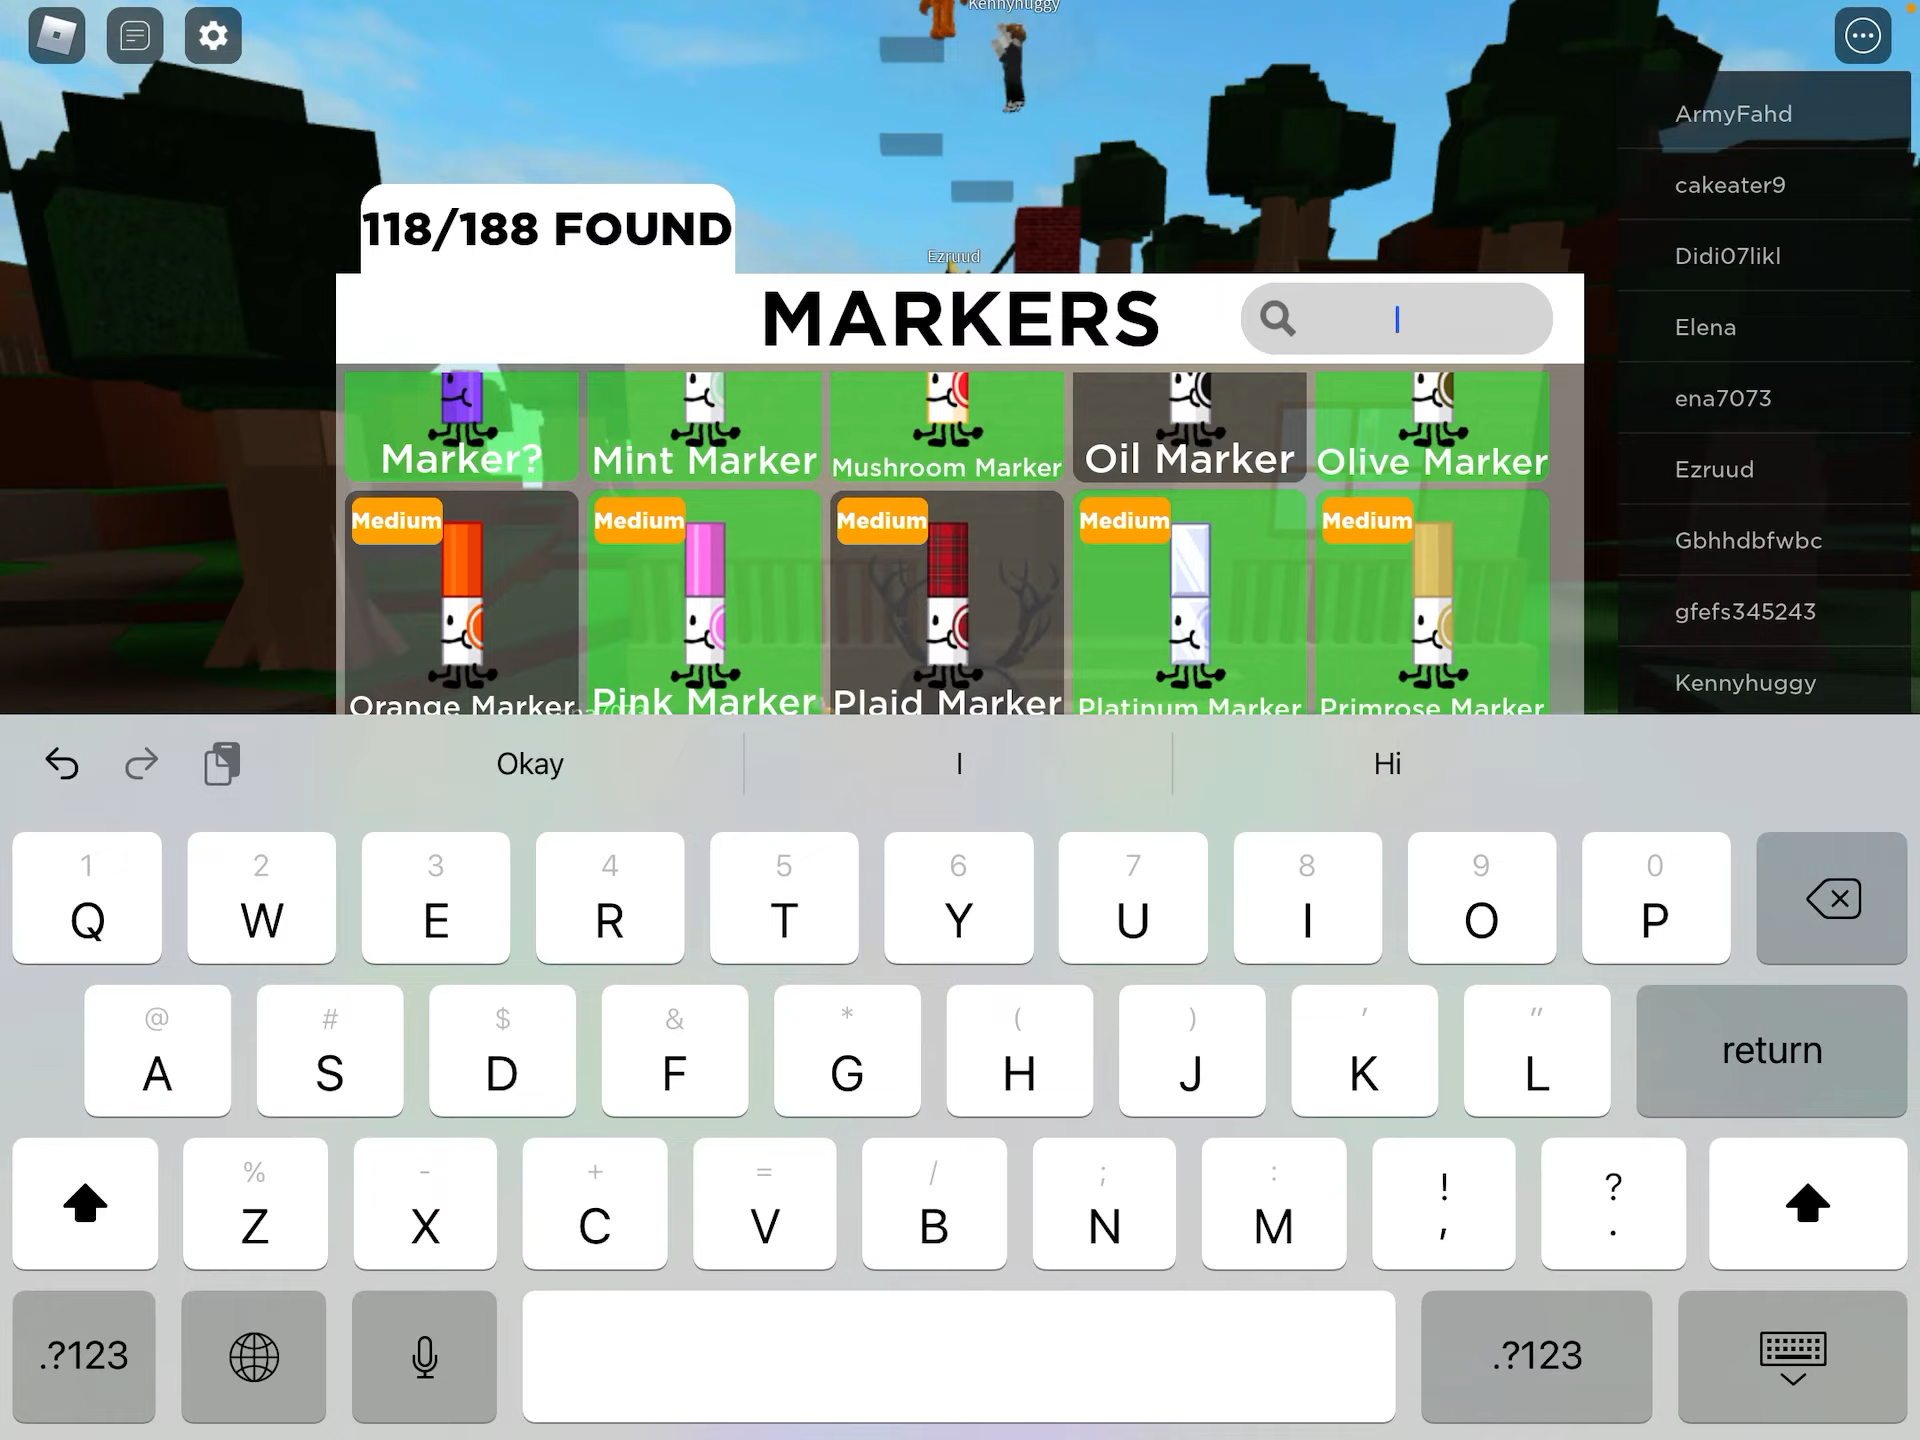 Kennyhuggy
ArmyFahd
cakeater9
118/188 FOUND
Ezruud
Didi07likl
MARKERS
Elena
ena7073
Marker?
Mint Marker
Mushroom Marker
Oil Marker
Olive Marker
Ezruud
Medium
Medium
Medium
Medium
Medium
Gbhhdbfwbc
gfefs345243
Orange Marker
Pink Marker
Plaid Marker
Platinum Marker
Primrose Marker
Kennyhuggy
Okay
I
Hi
1 2 3 4 5 6 7 8 9 0
Q W E R T Y U I O P
@ # $ & * ( ) ' "
A S D F G H J K L
return
% - + = / ; : ! ?
Z X C V B N M , .
.?123
.?123